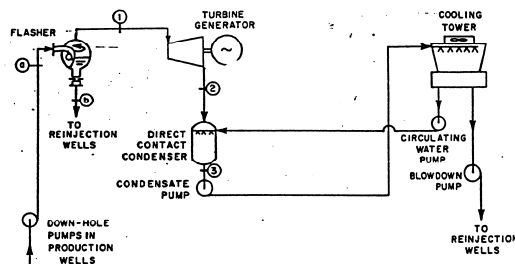 TURBINE
GENERATOR
COOLING
TOWER
FLASHER
1
a
~
b
2
TO
REINJECTION
WELLS
DIRECT
CONTACT
CONDENSER
3
CONDENSATE
PUMP
CIRCULATING
WATER
PUMP
BLOWDOWN
PUMP
DOWN-HOLE
PUMPS IN
PRODUCTION
WELLS
TO
REINJECTION
WELLS